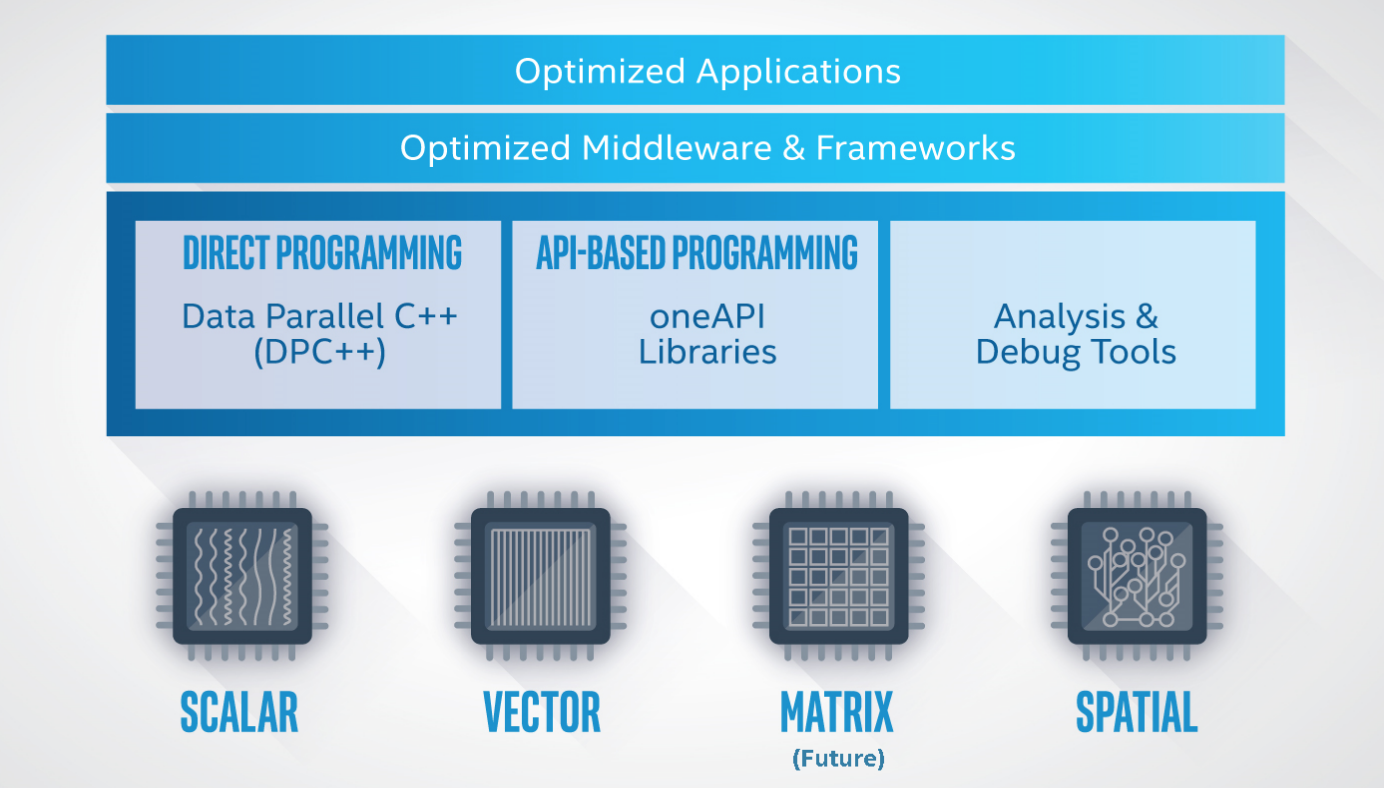 Optimized Applications
Optimized Middleware & Frameworks
DIRECT PROGRAMMING
Data Parallel C++
(DPC++)
API-BASED PROGRAMMING
oneAPI
Libraries
Analysis &
Debug Tools
SCALAR
VECTOR
MATRIX
(Future)
SPATIAL